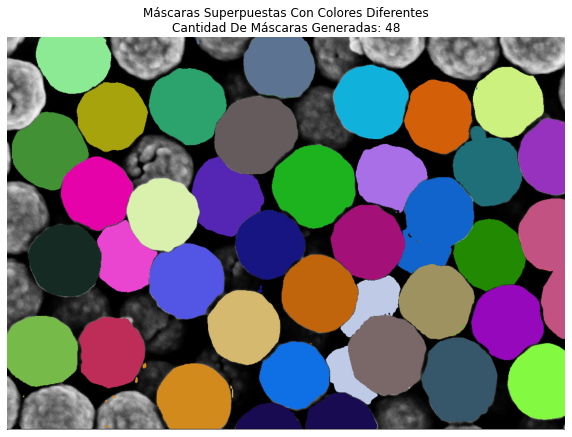 Máscaras Superpuestas Con Colores Diferentes
Cantidad De Máscaras Generadas: 48